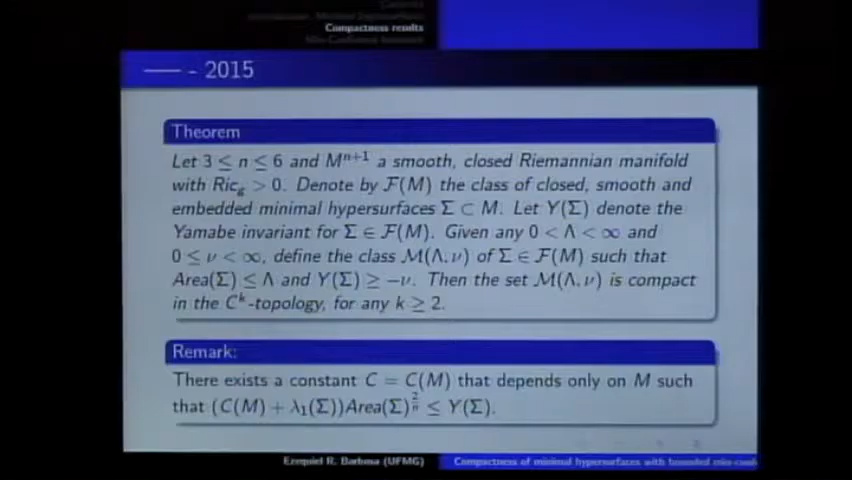 Compactness results
—— - 2015
Theorem
Let 3 ≤ n ≤ 6 and Mⁿ⁺¹ a smooth, closed Riemannian manifold
with Ric_g > 0. Denote by F(M) the class of closed, smooth and
embedded minimal hypersurfaces Σ ⊂ M. Let Y(Σ) denote the
Yamabe invariant for Σ ∈ F(M). Given any 0 < Λ < ∞ and
0 ≤ ν < ∞, define the class M(Λ, ν) of Σ ∈ F(M) such that
Area(Σ) ≤ Λ and Y(Σ) ≥ -ν. Then the set M(Λ, ν) is compact
in the Cᵏ-topology, for any k ≥ 2.
Remark:
There exists a constant C = C(M) that depends only on M such
that (C(M) + λ₁(Σ))Area(Σ)^{2/n} ≤ Y(Σ).
Ezequiel R. Barbosa (UFMG)
Compactness of minimal hypersurfaces with bounded min-